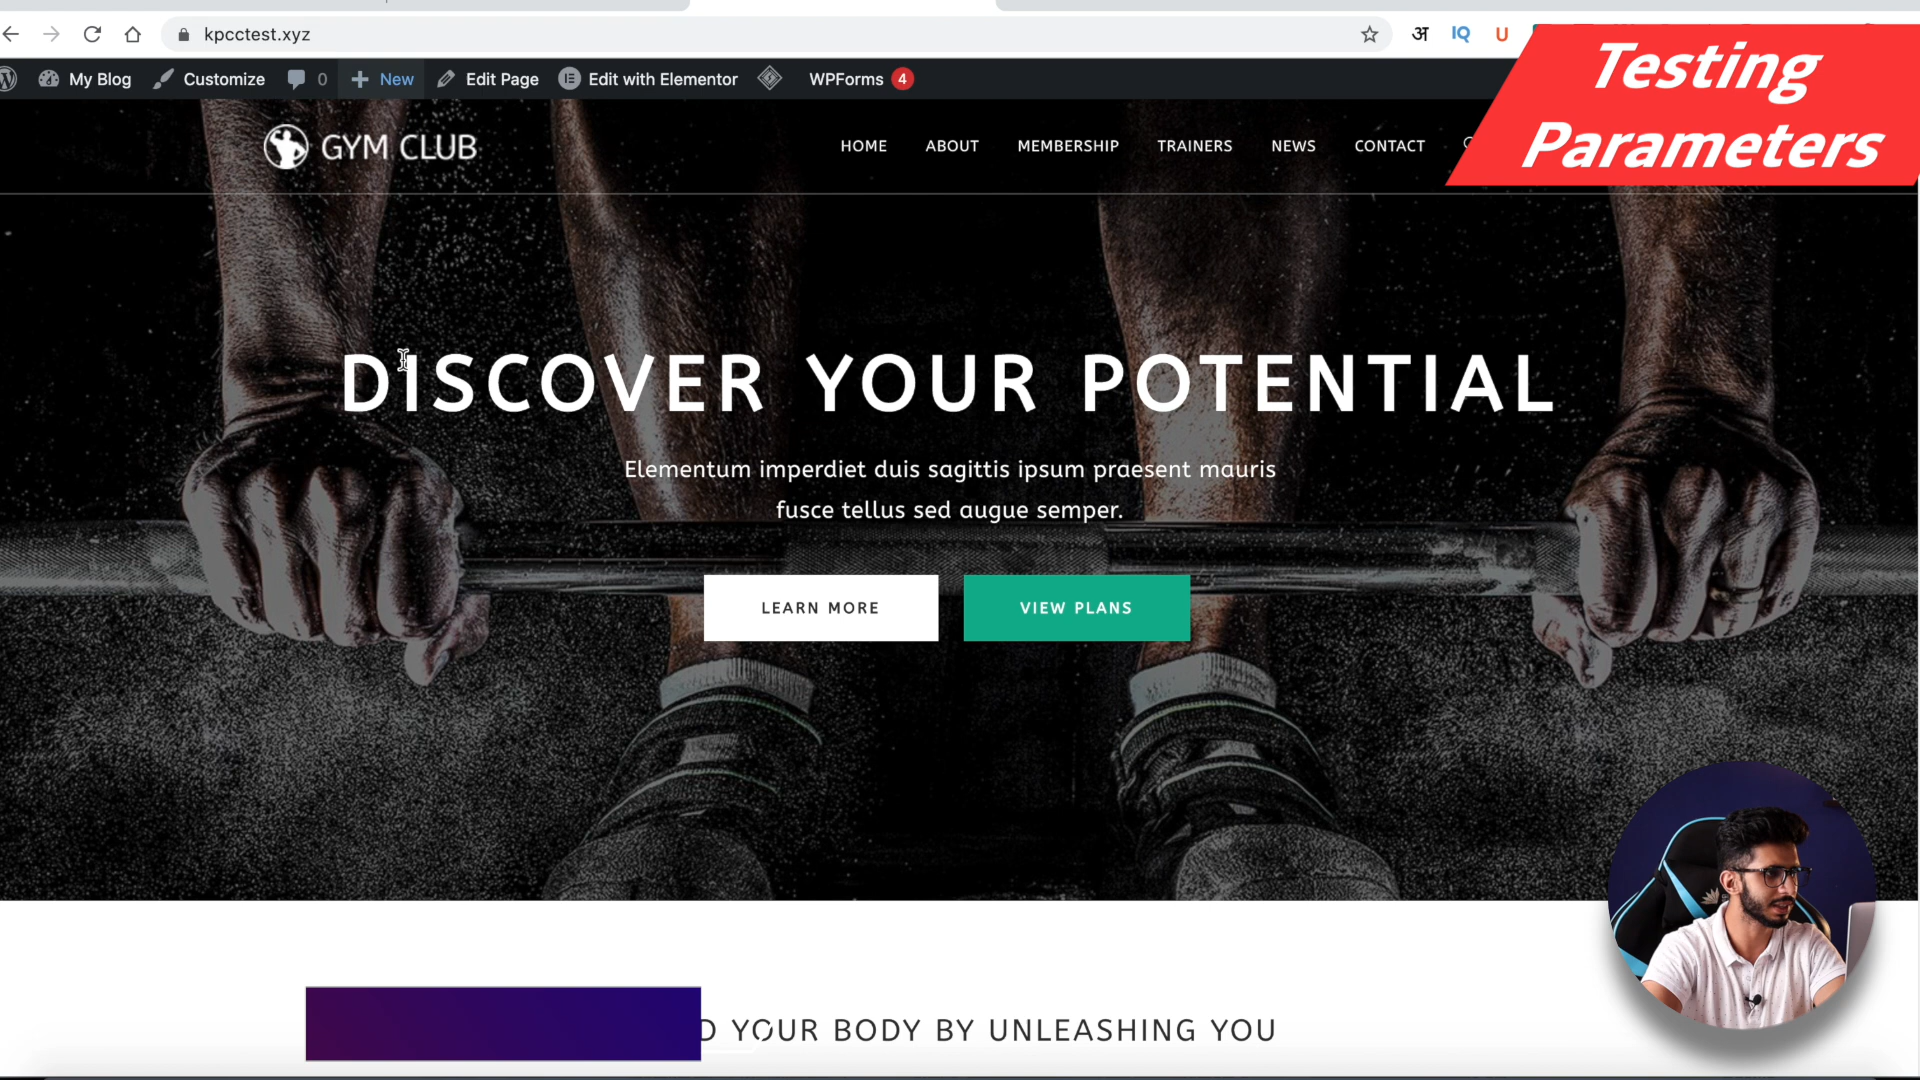 kpcctest.xyz
अ IQ U
My Blog Customize 0 New Edit Page Edit with Elementor WPForms 4
Testing
Parameters
GYM CLUB
HOME ABOUT MEMBERSHIP TRAINERS NEWS CONTACT
DISCOVER YOUR POTENTIAL
Elementum imperdiet duis sagittis ipsum praesent mauris
fusce tellus sed augue semper.
LEARN MORE VIEW PLANS
D YOUR BODY BY UNLEASHING YOU